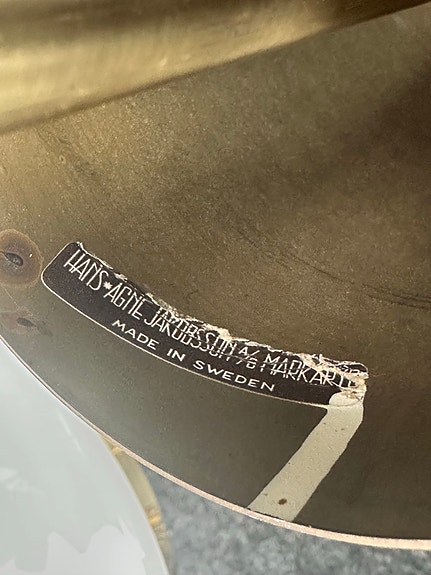 HANS*AGNE JAKOBSSON A/B MARKARYD
MADE IN SWEDEN